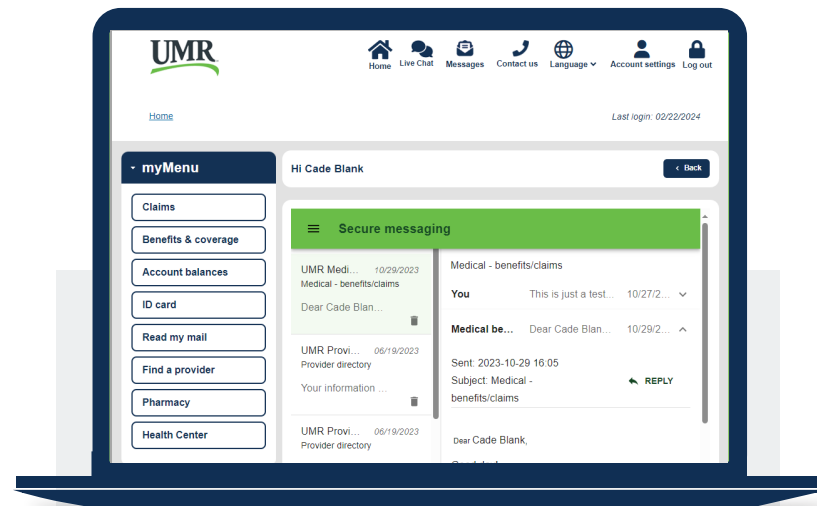 UMR
Home
Live Chat
Messages
Contact us
Language
Account settings
Log out
Home
Last login: 02/22/2024
myMenu
Claims
Benefits & coverage
Account balances
ID card
Read my mail
Find a provider
Pharmacy
Health Center
Hi Cade Blank
Back
Secure messaging
UMR Medi... 10/29/2023
Medical - benefits/claims
Dear Cade Blan...
UMR Provi... 06/19/2023
Provider directory
Your information ...
UMR Provi... 06/19/2023
Provider directory
Medical - benefits/claims
You This is just a test... 10/27/2...
Medical be... Dear Cade Blan... 10/29/2...
Sent: 2023-10-29 16:05
Subject: Medical -
benefits/claims
REPLY
Dear Cade Blank,